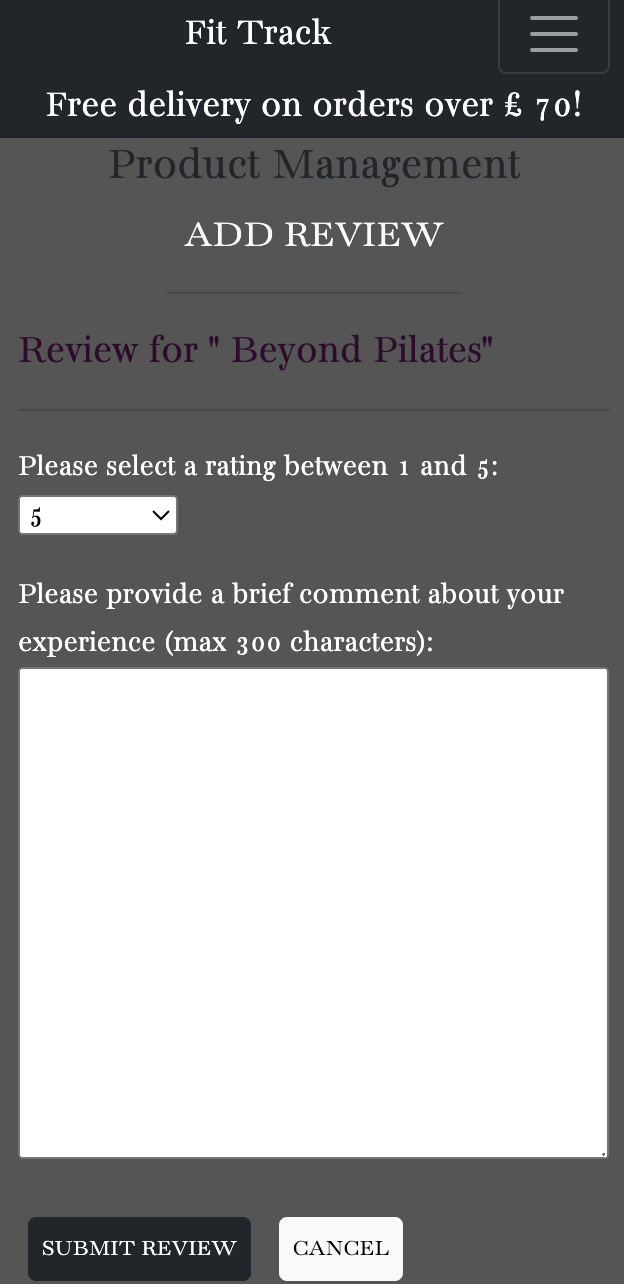 Fit Track
Free delivery on orders over £ 70!
Product Management
ADD REVIEW
Review for " Beyond Pilates"
Please select a rating between 1 and 5:
5
Please provide a brief comment about your
experience (max 300 characters):
SUBMIT REVIEW CANCEL